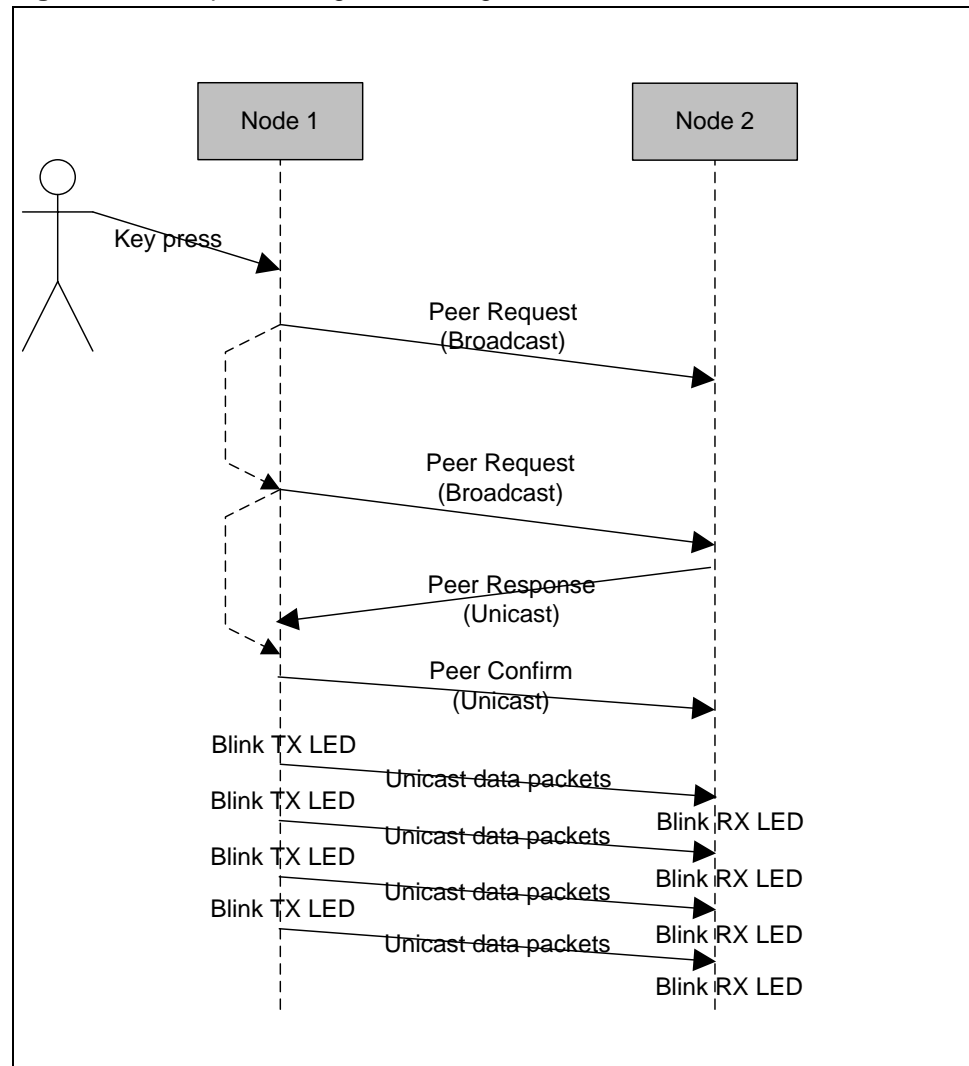 Node 1
Node 2
Key press
Peer Request
(Broadcast)
Peer Request
(Broadcast)
Peer Response
(Unicast)
Peer Confirm
(Unicast)
Blink TX LED
Unicast data packets
Blink TX LED
Blink RX LED
Unicast data packets
Blink TX LED
Blink RX LED
Unicast data packets
Blink TX LED
Blink RX LED
Unicast data packets
Blink RX LED